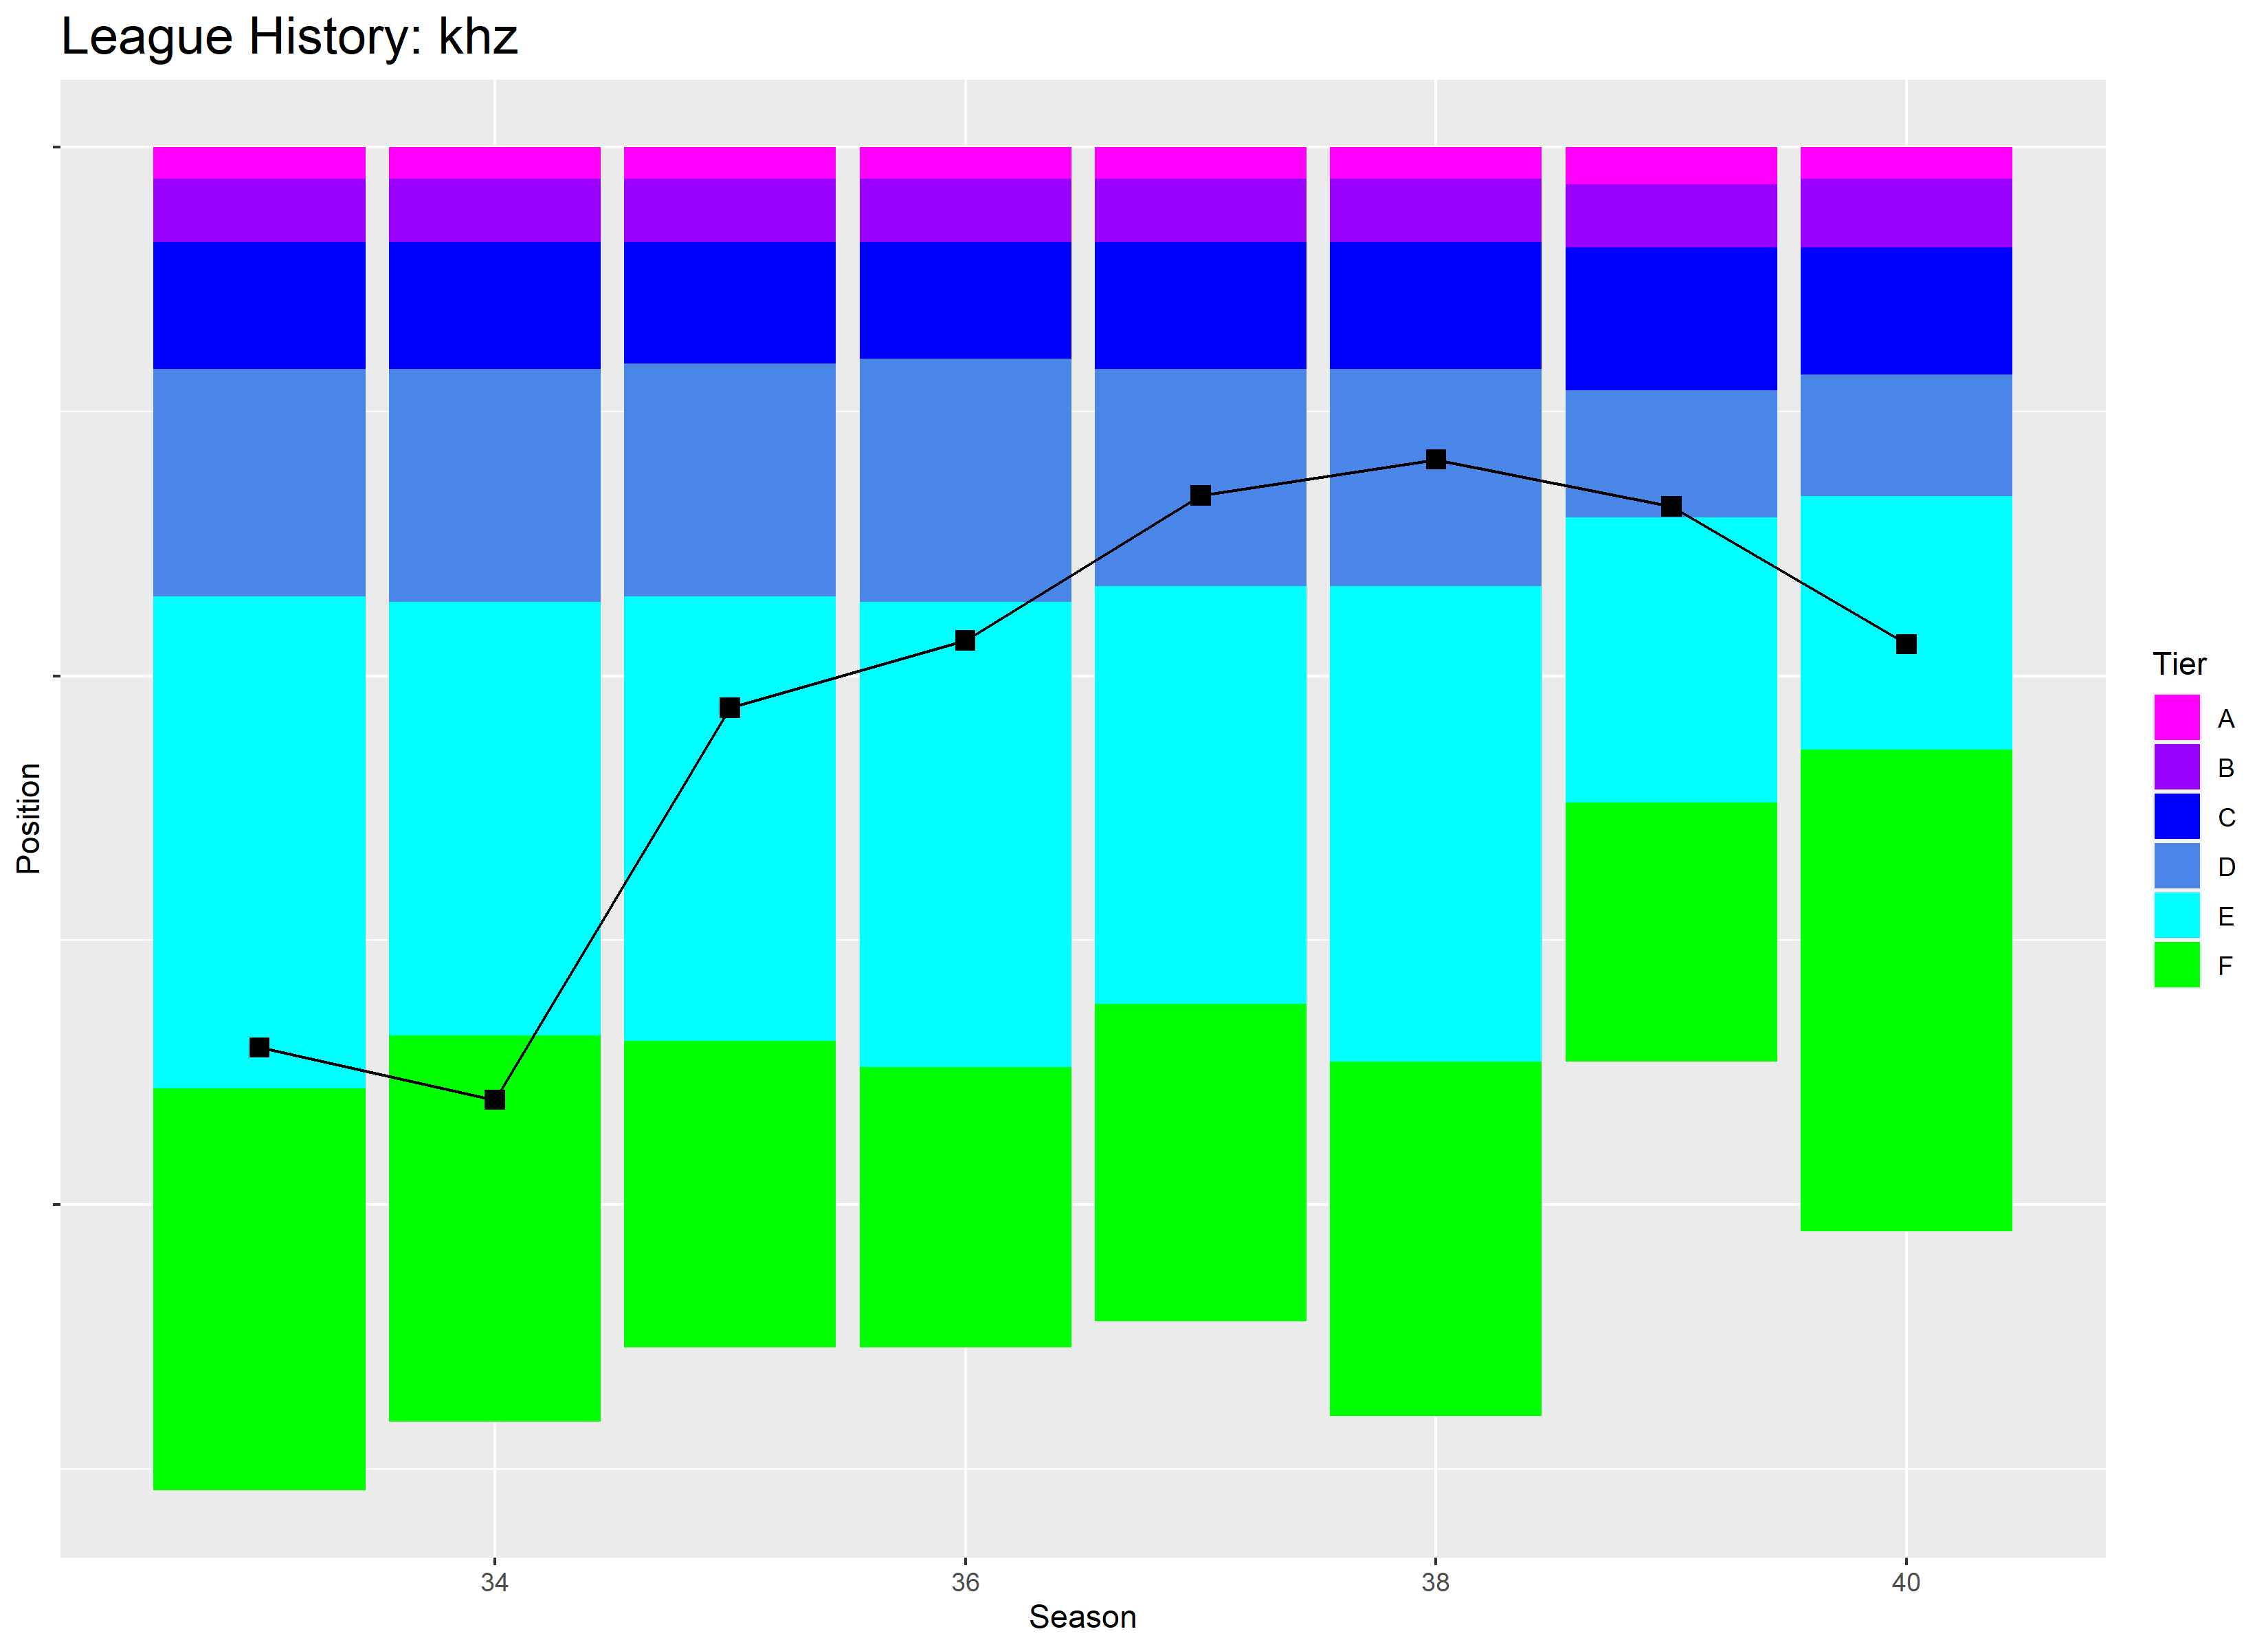 League History: khz
Position
34
36
38
40
Season
Tier
A
B
C
D
E
F